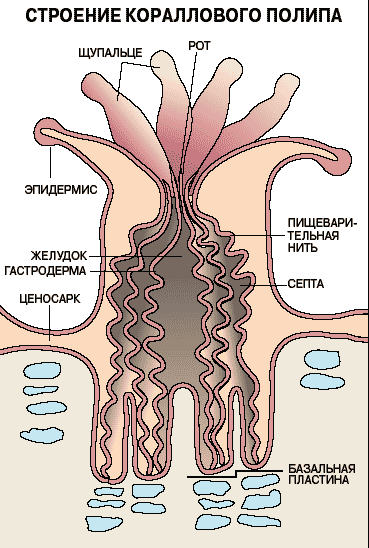 СТРОЕНИЕ КОРАЛЛОВОГО ПОЛИПА
ЩУПАЛЬЦЕ
РОТ
ЭПИДЕРМИС
ПИЩЕВАРИ-
ТЕЛЬНАЯ
НИТЬ
ЖЕЛУДОК
ГАСТРОДЕРМА
СЕПТА
ЦЕНОСАРК
БАЗАЛЬНАЯ
ПЛАСТИНА